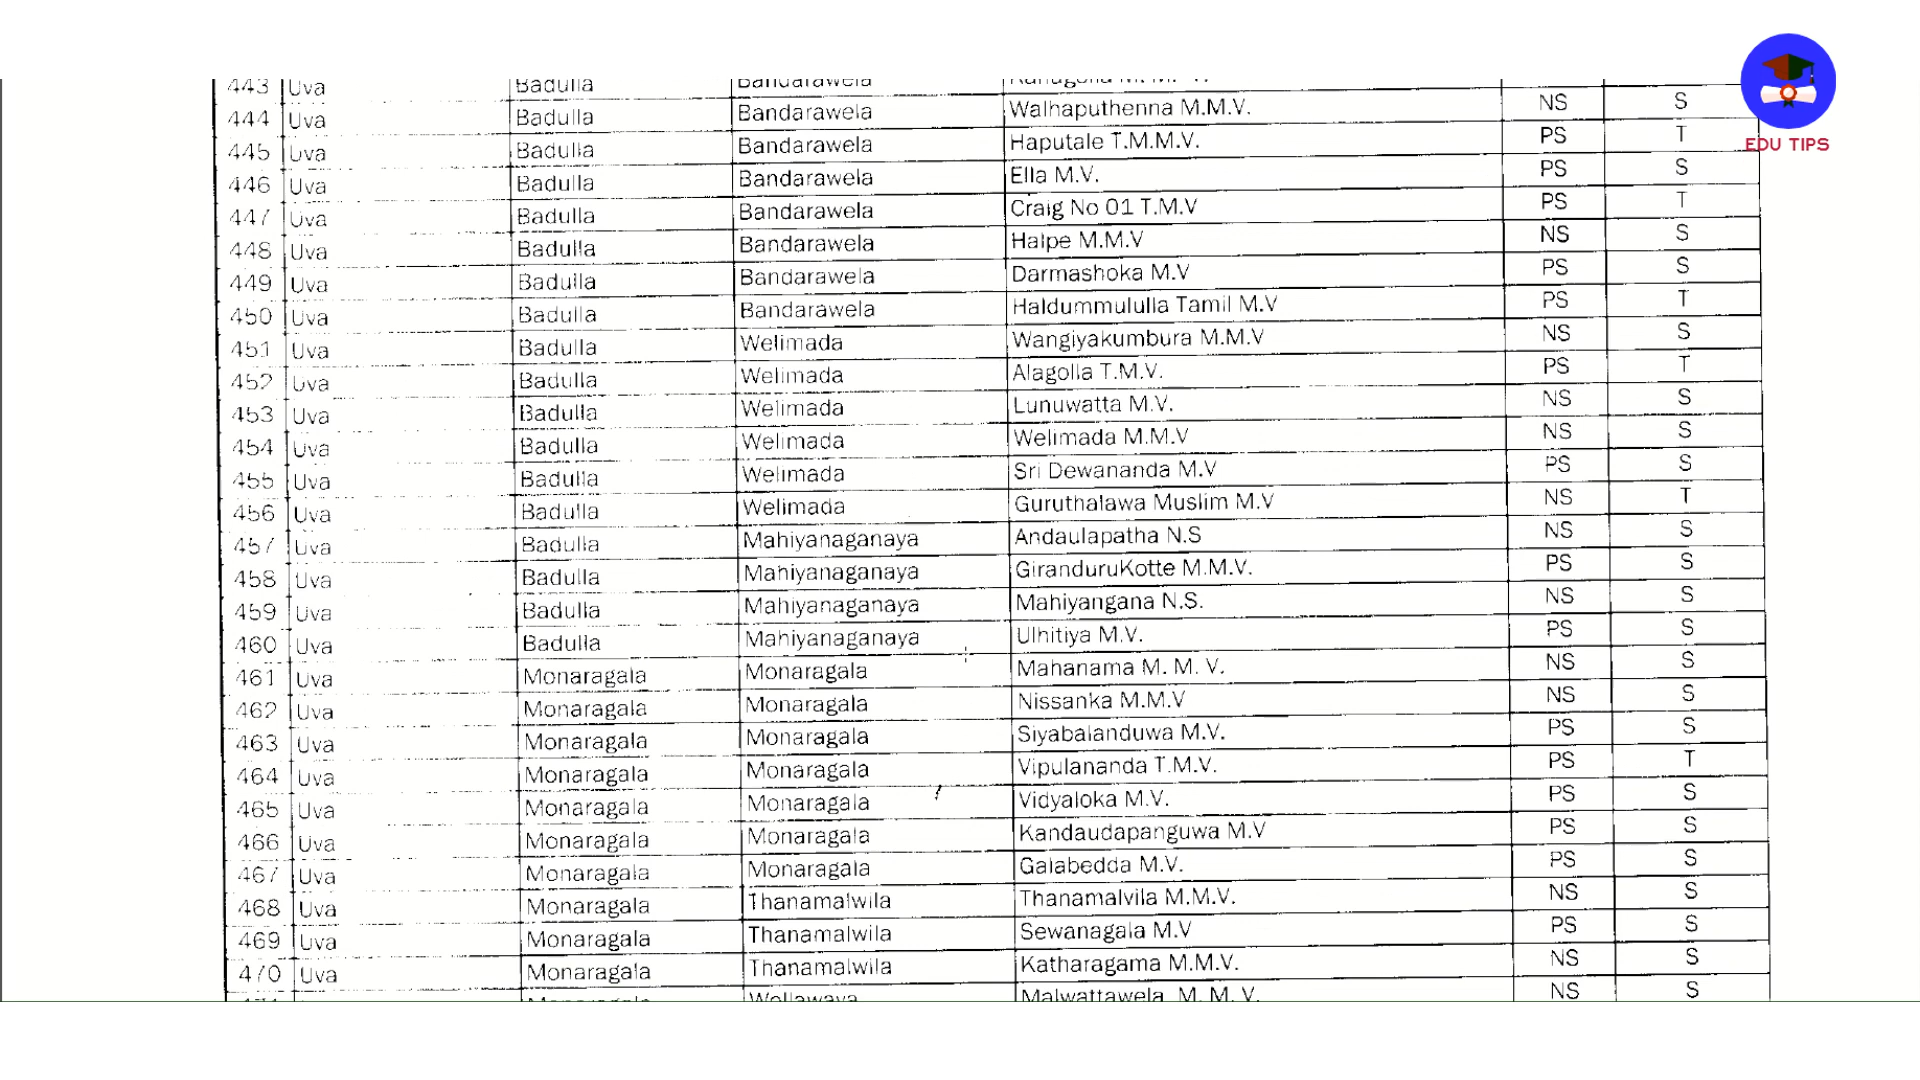 443 Uva Badulla Bandarawela
444 Uva Badulla Bandarawela Walhaputhenna M.M.V. NS S
445 Uva Badulla Bandarawela Haputale T.M.M.V. PS T
EDU TIPS
446 Uva Badulla Bandarawela Ella M.V. PS S
447 Uva Badulla Bandarawela Craig No 01 T.M.V PS T
448 Uva Badulla Bandarawela Halpe M.M.V NS S
449 Uva Badulla Bandarawela Darmashoka M.V PS S
450 Uva Badulla Bandarawela Haldummululla Tamil M.V PS T
451 Uva Badulla Welimada Wangiyakumbura M.M.V NS S
452 Uva Badulla Welimada Alagolla T.M.V. PS T
453 Uva Badulla Welimada Lunuwatta M.V. NS S
454 Uva Badulla Welimada Welimada M.M.V NS S
455 Uva Badulla Welimada Sri Dewananda M.V PS S
456 Uva Badulla Welimada Guruthalawa Muslim M.V NS T
457 Uva Badulla Mahiyanaganaya Andaulapatha N.S NS S
458 Uva Badulla Mahiyanaganaya GiranduruKotte M.M.V. PS S
459 Uva Badulla Mahiyanaganaya Mahiyangana N.S. NS S
460 Uva Badulla Mahiyanaganaya Ulhitiya M.V. PS S
461 Uva Monaragala Monaragala Mahanama M. M. V. NS S
462 Uva Monaragala Monaragala Nissanka M.M.V NS S
463 Uva Monaragala Monaragala Siyabalanduwa M.V. PS S
464 Uva Monaragala Monaragala Vipulananda T.M.V. PS T
465 Uva Monaragala Monaragala Vidyaloka M.V. PS S
466 Uva Monaragala Monaragala Kandaudapanguwa M.V PS S
467 Uva Monaragala Monaragala Galabedda M.V. PS S
468 Uva Monaragala Thanamalwila Thanamalvila M.M.V. NS S
469 Uva Monaragala Thanamalwila Sewanagala M.V PS S
470 Uva Monaragala Thanamalwila Katharagama M.M.V. NS S
Wellawaya Malwattawela M. M. V. NS S